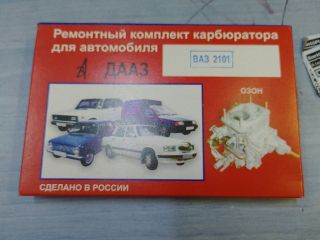 Ремонтный комплект карбюратора
для автомобиля
ВАЗ 2101
ДААЗ
ОЗОН
СДЕЛАНО В РОССИИ